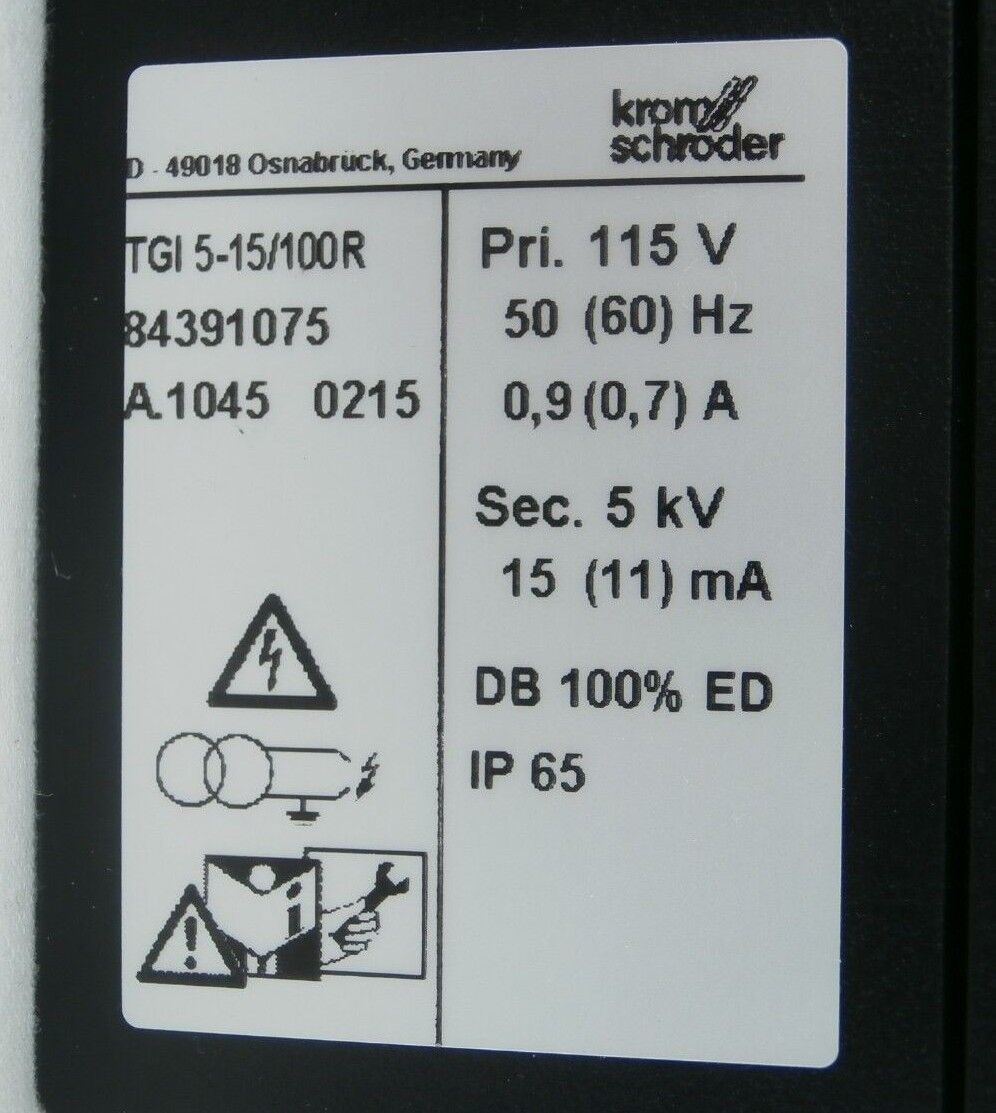 krom
schroder
D - 49018 Osnabrück, Germany
TGI 5-15/100R
84391075
A.1045 0215
Pri. 115 V
50 (60) Hz
0,9 (0,7) A
Sec. 5 kV
15 (11) mA
DB 100% ED
IP 65